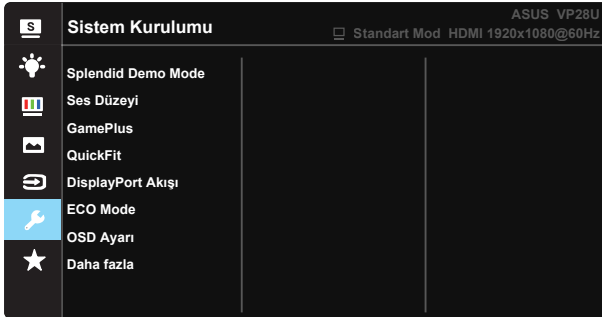 S
Sistem Kurulumu
ASUS VP28U
Standart Mod HDMI 1920x1080@60Hz
Splendid Demo Mode
Ses Düzeyi
GamePlus
QuickFit
DisplayPort Akışı
ECO Mode
OSD Ayarı
Daha fazla